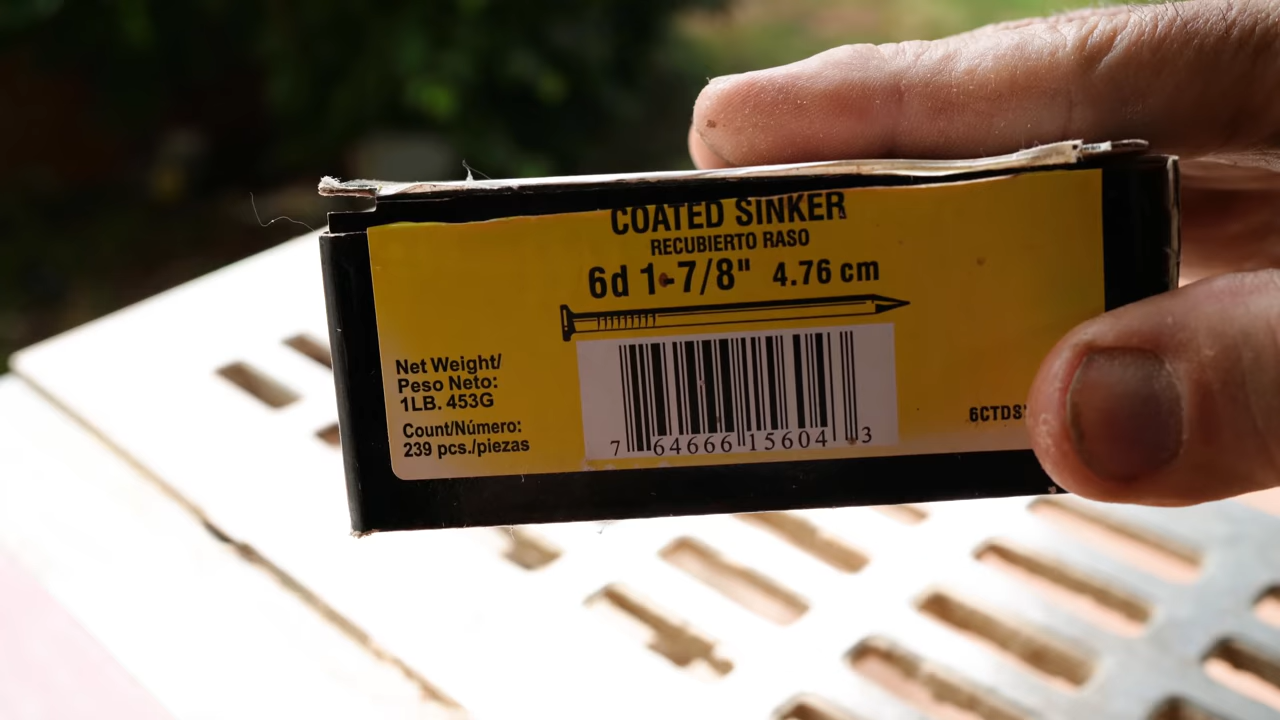 COATED SINKER
RECUBIERTO RASO
6d 1-7/8" 4.76 cm
Net Weight/
Peso Neto:
1LB. 453G
Count/Número:
239 pcs./piezas
7 64666 15604 3